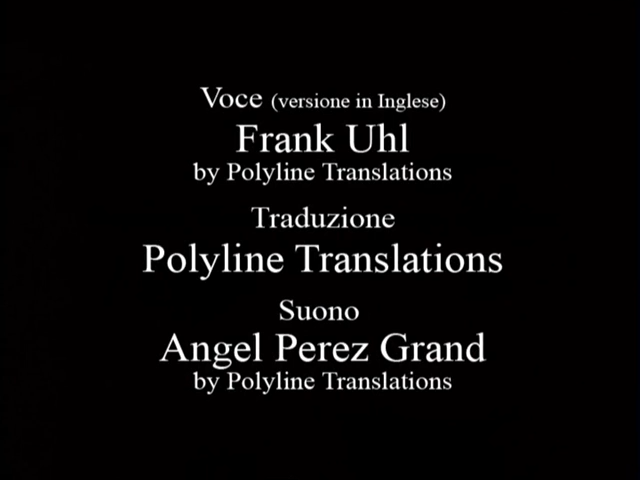 Voce (versione in Inglese)
Frank Uhl
by Polyline Translations
Traduzione
Polyline Translations
Suono
Angel Perez Grand
by Polyline Translations